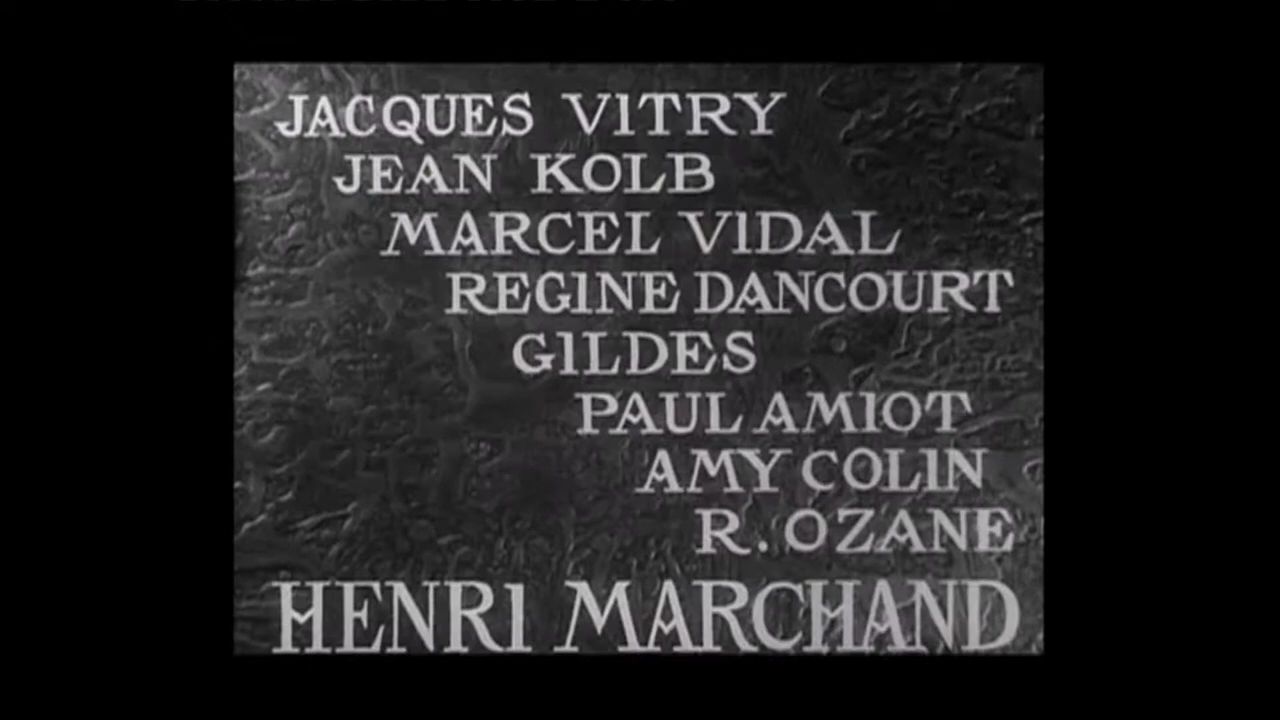 JACQUES VITRY
JEAN KOLB
MARCEL VIDAL
REGINE DANCOURT
GILDES
PAUL AMIOT
AMY COLIN
R. OZANE
HENRI MARCHAND